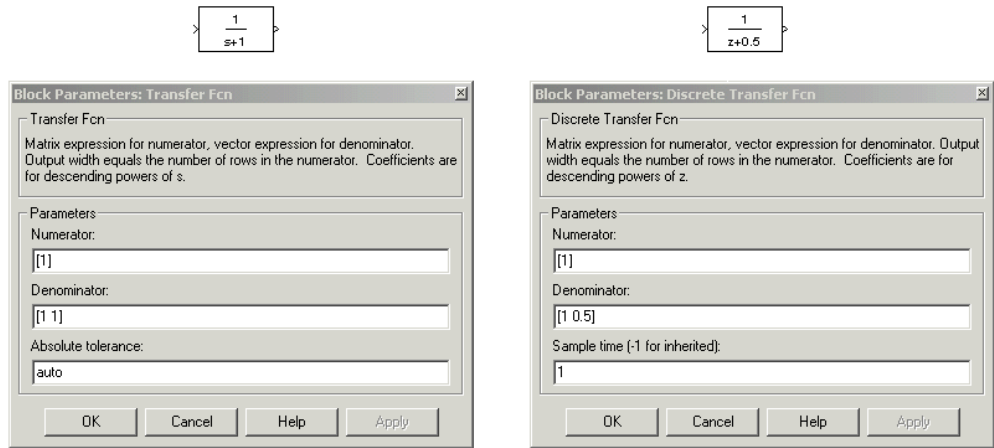 1
s+1
1
z+0.5
Block Parameters: Transfer Fcn
Transfer Fcn
Matrix expression for numerator, vector expression for denominator.
Output width equals the number of rows in the numerator.  Coefficients are
for descending powers of s.
Parameters
Numerator:
[1]
Denominator:
[1 1]
Absolute tolerance:
auto
OK Cancel Help Apply
Block Parameters: Discrete Transfer Fcn
Discrete Transfer Fcn
Matrix expression for numerator, vector expression for denominator. Output
width equals the number of rows in the numerator.  Coefficients are for
descending powers of z.
Parameters
Numerator:
[1]
Denominator:
[1 0.5]
Sample time (-1 for inherited):
1
OK Cancel Help Apply